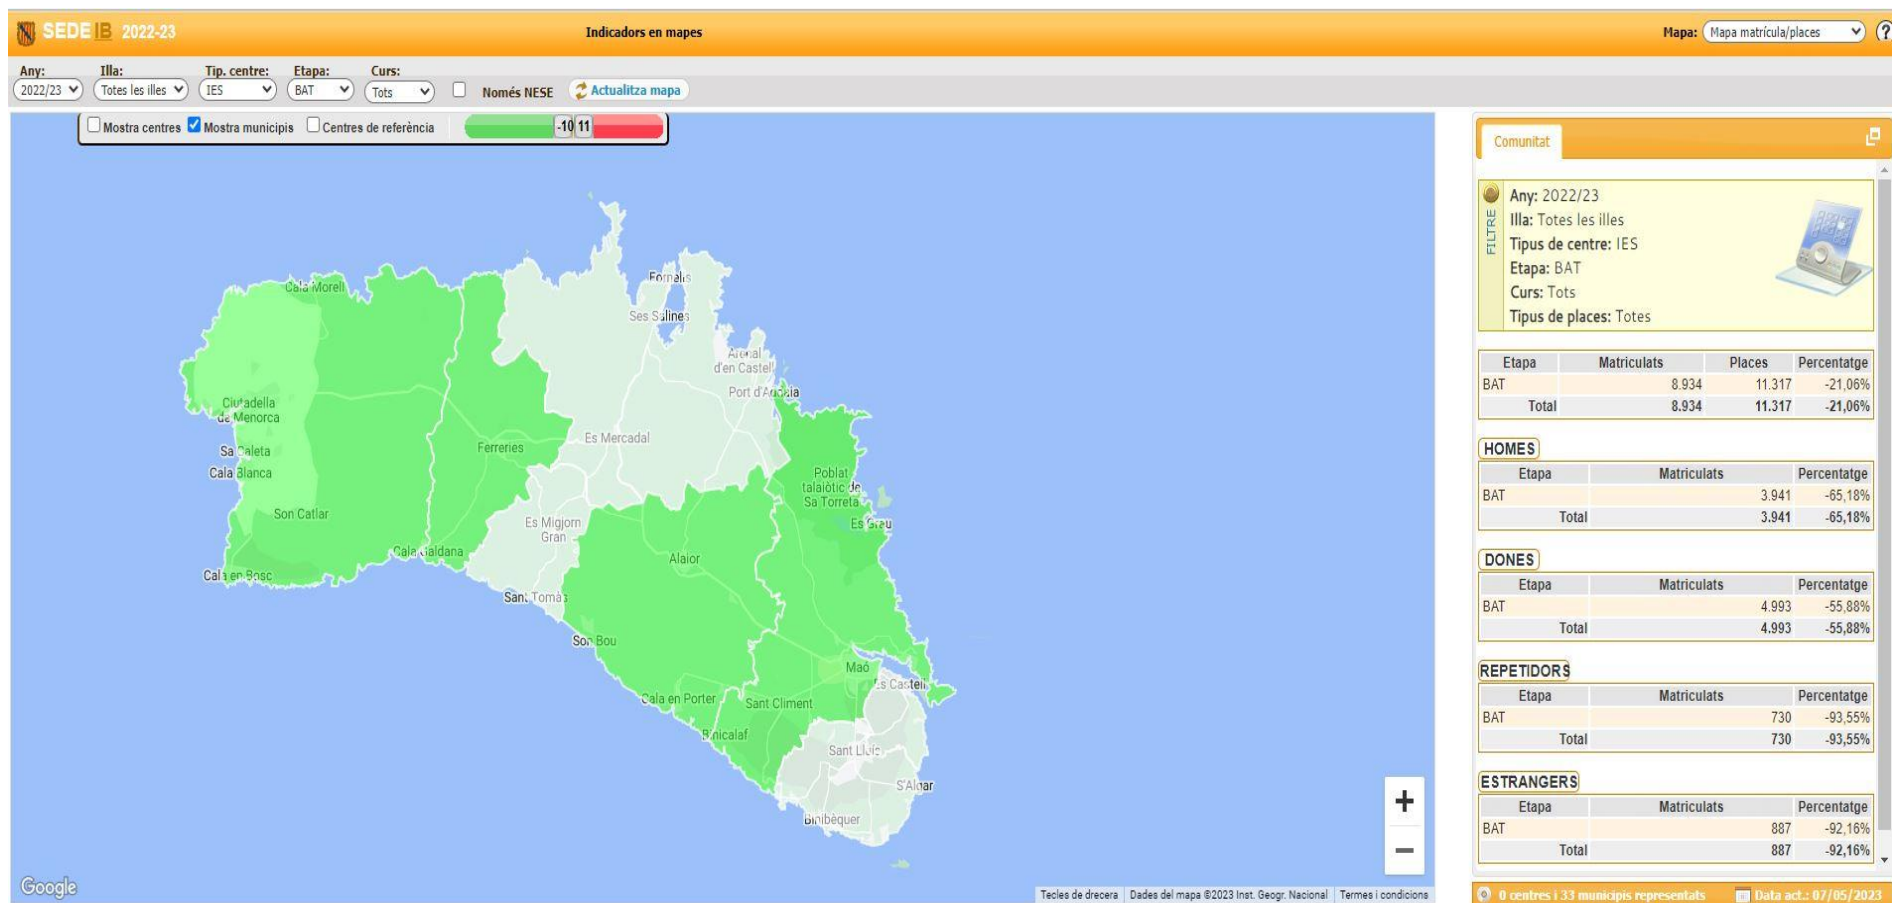 SEDEIB 2022-23
Indicadors en mapes
Mapa: Mapa matrícula/places ?
Any: Illa: Tip. centre: Etapa: Curs:
2022/23 Totes les illes IES BAT Tots Només NESE Actualitza mapa
Mostra centres Mostra municipis Centres de referència -10 11
Fornells
Cala Morell
Ses Salines
Arenal
d'en Castell
Port d'Addaia
Ciutadella
de Menorca
Es Mercadal
Ferreries
Sa Caleta
Cala Blanca
Poblat
talaiòtic de
Sa Torreta
Son Catlar
Es Migjorn
Gran
Es Grau
Cala Galdana
Alaior
Cala en Bosc
Sant Tomàs
Son Bou
Maó
Es Castell
Cala en Porter
Sant Climent
Binicalaf
Sant Lluís
S'Algar
Binibèquer
+
−
Google
Tecles de drecera Dades del mapa ©2023 Inst. Geogr. Nacional Termes i condicions
Comunitat
FILTRE
Any: 2022/23
Illa: Totes les illes
Tipus de centre: IES
Etapa: BAT
Curs: Tots
Tipus de places: Totes
Etapa Matriculats Places Percentatge
BAT 8.934 11.317 -21,06%
Total 8.934 11.317 -21,06%
HOMES
Etapa Matriculats Percentatge
BAT 3.941 -65,18%
Total 3.941 -65,18%
DONES
Etapa Matriculats Percentatge
BAT 4.993 -55,88%
Total 4.993 -55,88%
REPETIDORS
Etapa Matriculats Percentatge
BAT 730 -93,55%
Total 730 -93,55%
ESTRANGERS
Etapa Matriculats Percentatge
BAT 887 -92,16%
Total 887 -92,16%
0 centres i 33 municipis representats Data act.: 07/05/2023